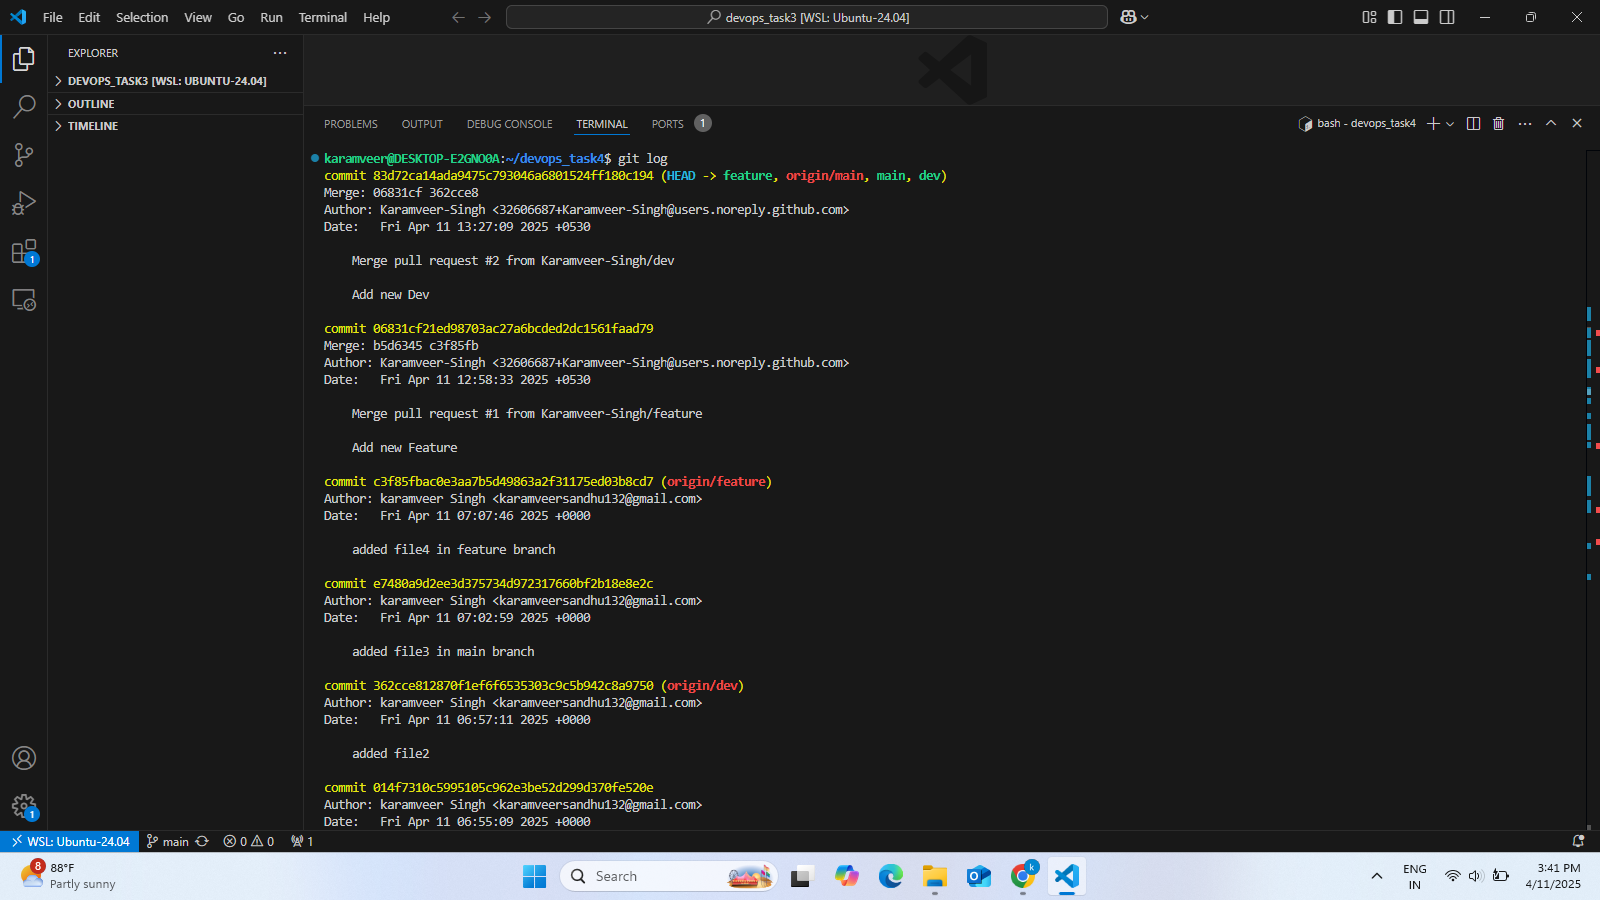 File Edit Selection View Go Run Terminal Help
devops_task3 [WSL: Ubuntu-24.04]
EXPLORER
DEVOPS_TASK3 [WSL: UBUNTU-24.04]
OUTLINE
TIMELINE
PROBLEMS OUTPUT DEBUG CONSOLE TERMINAL PORTS 1
bash - devops_task4
karamveer@DESKTOP-E2GNO0A:~/devops_task4$ git log
commit 83d72ca14ada9475c793046a6801524ff180c194 (HEAD -> feature, origin/main, main, dev)
Merge: 06831cf 362cce8
Author: Karamveer-Singh <32606687+Karamveer-Singh@users.noreply.github.com>
Date:   Fri Apr 11 13:27:09 2025 +0530
Merge pull request #2 from Karamveer-Singh/dev
Add new Dev
commit 06831cf21ed98703ac27a6bcded2dc1561faad79
Merge: b5d6345 c3f85fb
Author: Karamveer-Singh <32606687+Karamveer-Singh@users.noreply.github.com>
Date:   Fri Apr 11 12:58:33 2025 +0530
Merge pull request #1 from Karamveer-Singh/feature
Add new Feature
commit c3f85fbac0e3aa7b5d49863a2f31175ed03b8cd7 (origin/feature)
Author: karamveer Singh <karamveersandhu132@gmail.com>
Date:   Fri Apr 11 07:07:46 2025 +0000
added file4 in feature branch
commit e7480a9d2ee3d375734d972317660bf2b18e8e2c
Author: karamveer Singh <karamveersandhu132@gmail.com>
Date:   Fri Apr 11 07:02:59 2025 +0000
added file3 in main branch
commit 362cce812870f1ef6f6535303c9c5b942c8a9750 (origin/dev)
Author: karamveer Singh <karamveersandhu132@gmail.com>
Date:   Fri Apr 11 06:57:11 2025 +0000
added file2
commit 014f7310c5995105c962e3be52d299d370fe520e
Author: karamveer Singh <karamveersandhu132@gmail.com>
Date:   Fri Apr 11 06:55:09 2025 +0000
1
1
WSL: Ubuntu-24.04 main 0 0 1
8
88°F
Partly sunny
Search
k
ENG
IN
3:41 PM
4/11/2025